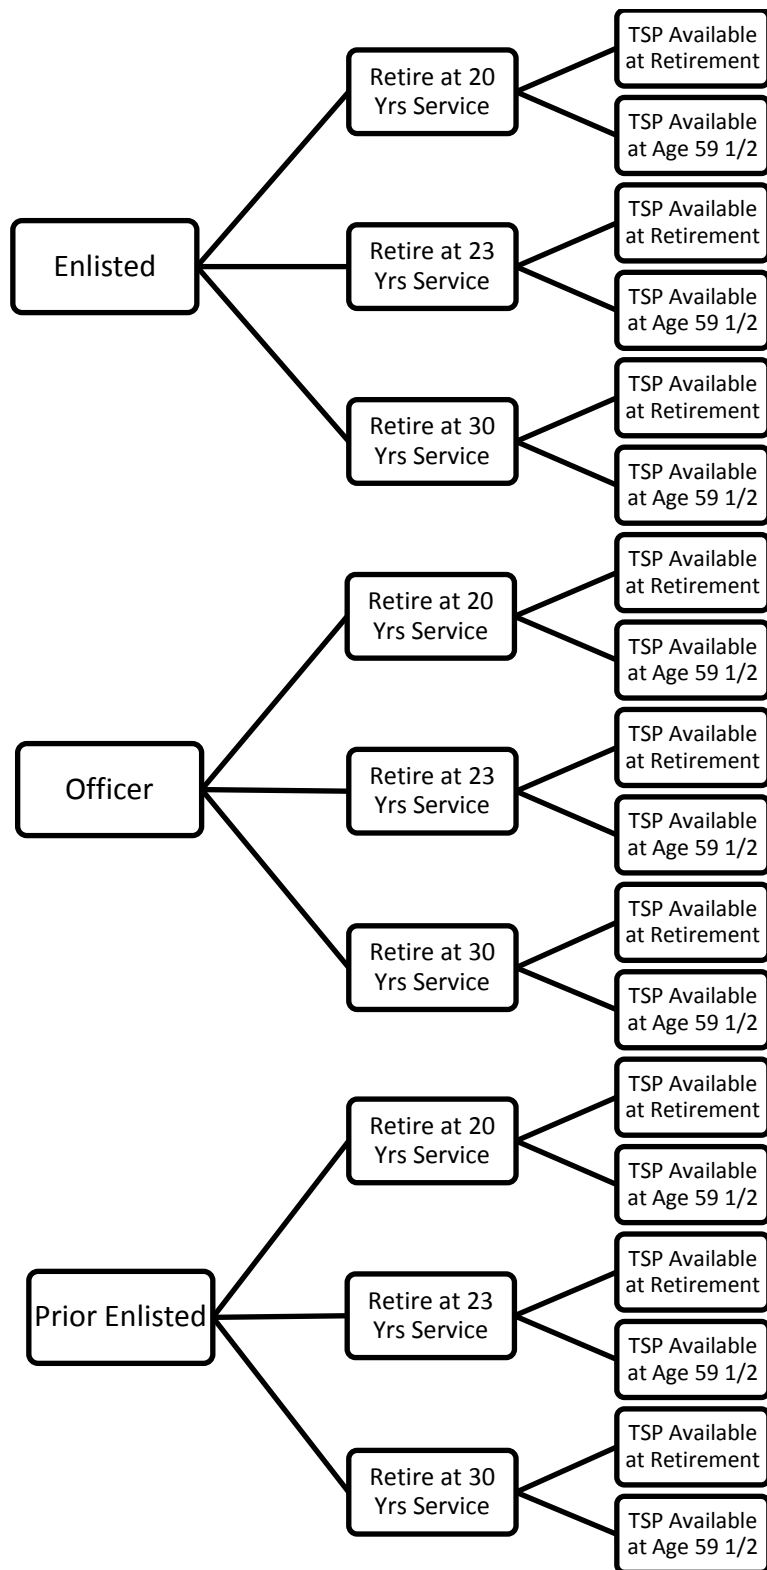 Enlisted
Retire at 20
Yrs Service
TSP Available
at Retirement
TSP Available
at Age 59 1/2
Retire at 23
Yrs Service
TSP Available
at Retirement
TSP Available
at Age 59 1/2
Retire at 30
Yrs Service
TSP Available
at Retirement
TSP Available
at Age 59 1/2
Officer
Retire at 20
Yrs Service
TSP Available
at Retirement
TSP Available
at Age 59 1/2
Retire at 23
Yrs Service
TSP Available
at Retirement
TSP Available
at Age 59 1/2
Retire at 30
Yrs Service
TSP Available
at Retirement
TSP Available
at Age 59 1/2
Prior Enlisted
Retire at 20
Yrs Service
TSP Available
at Retirement
TSP Available
at Age 59 1/2
Retire at 23
Yrs Service
TSP Available
at Retirement
TSP Available
at Age 59 1/2
Retire at 30
Yrs Service
TSP Available
at Retirement
TSP Available
at Age 59 1/2